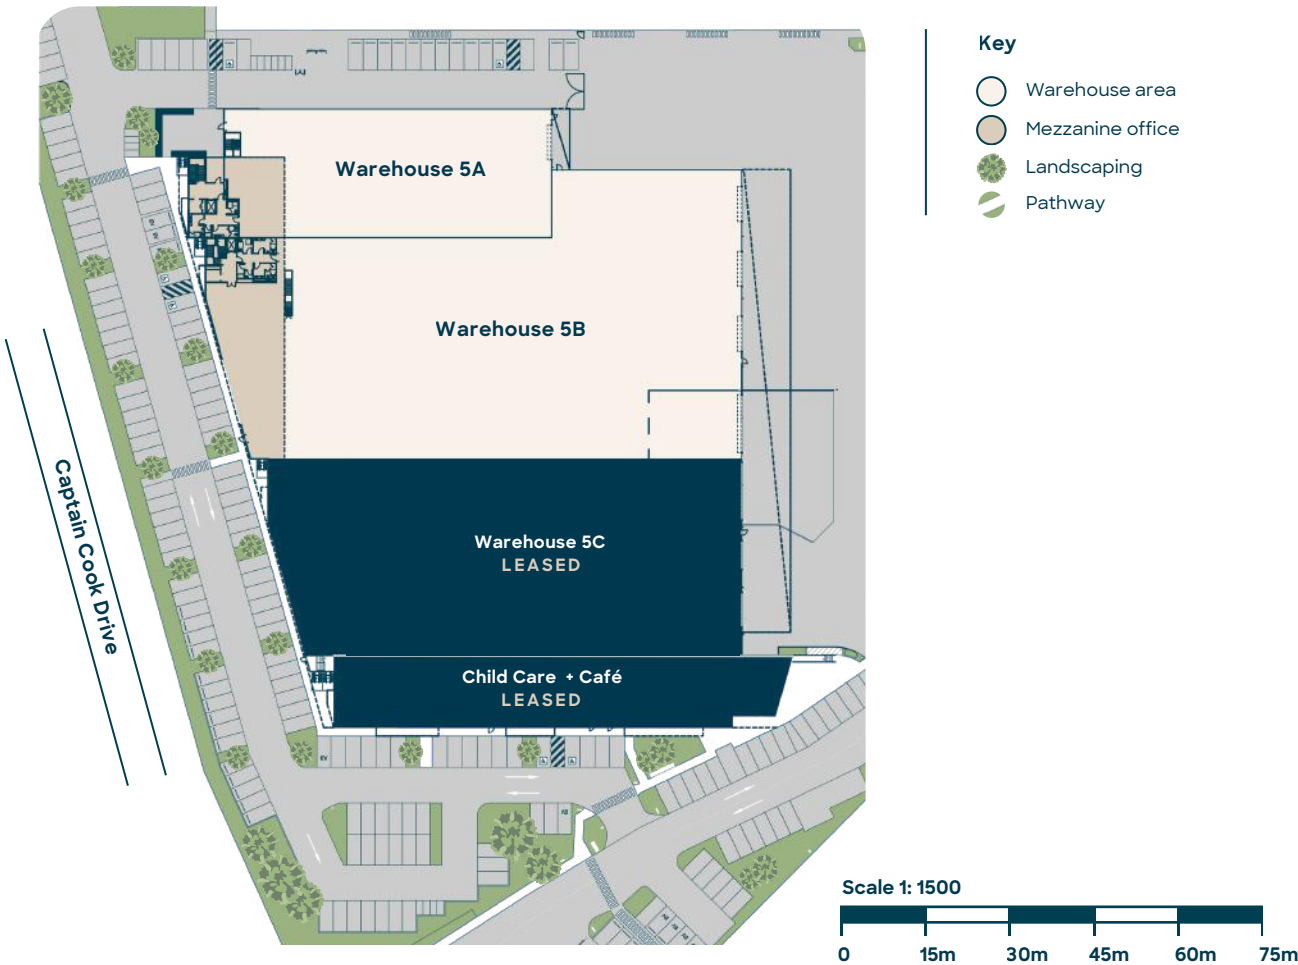 Key
Warehouse area
Mezzanine office
Landscaping
Pathway
Warehouse 5A
Warehouse 5B
Captain Cook Drive
Warehouse 5C
LEASED
Child Care + Café
LEASED
EV
Scale 1: 1500
0 15m 30m 45m 60m 75m